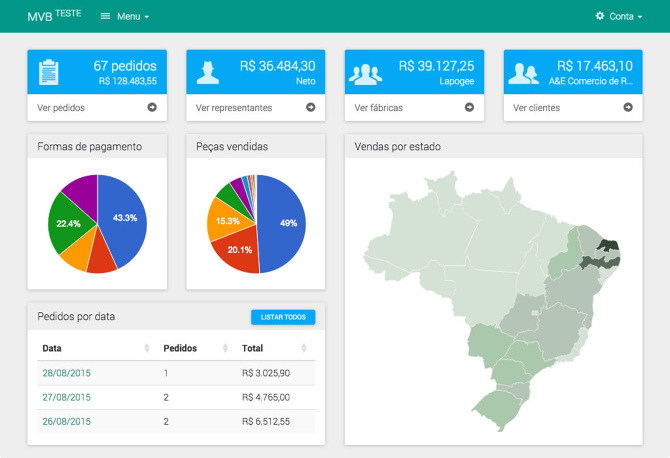 MVB TESTE
Menu
Conta
67 pedidos
R$ 128.483,55
Ver pedidos
R$ 36.484,30
Neto
Ver representantes
R$ 39.127,25
Lapogee
Ver fábricas
R$ 17.463,10
A&E Comercio de R...
Ver clientes
Formas de pagamento
43.3%
22.4%
Peças vendidas
49%
15.3%
20.1%
Vendas por estado
Pedidos por data
LISTAR TODOS
Data Pedidos Total
28/08/2015 1 R$ 3.025,90
27/08/2015 2 R$ 4.765,00
26/08/2015 2 R$ 6.512,55